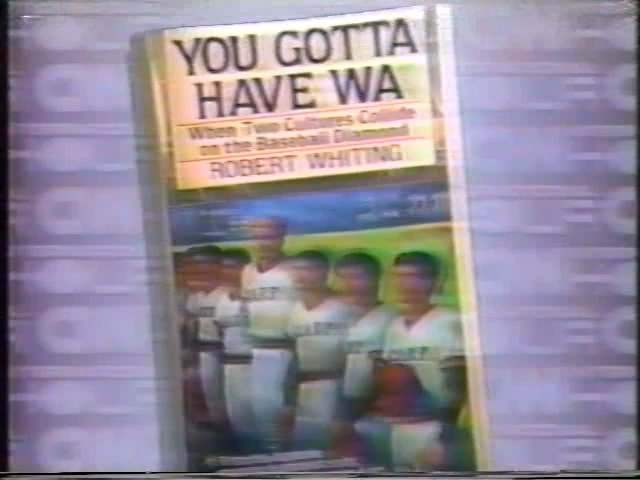 YOU GOTTA
HAVE WA
When Two Cultures Collide
on the Baseball Diamond
ROBERT WHITING